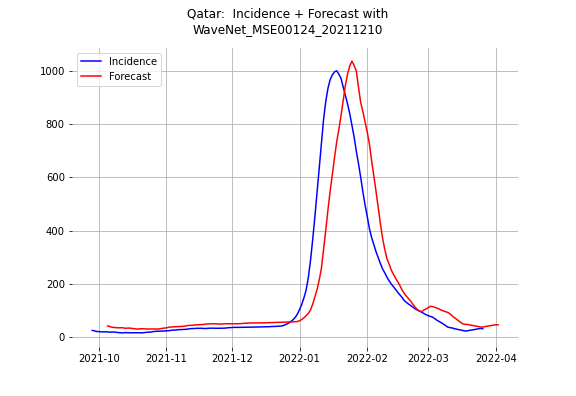 Qatar:  Incidence + Forecast with
WaveNet_MSE00124_20211210
Incidence
Forecast
1000
800
600
400
200
0
2021-10 2021-11 2021-12 2022-01 2022-02 2022-03 2022-04